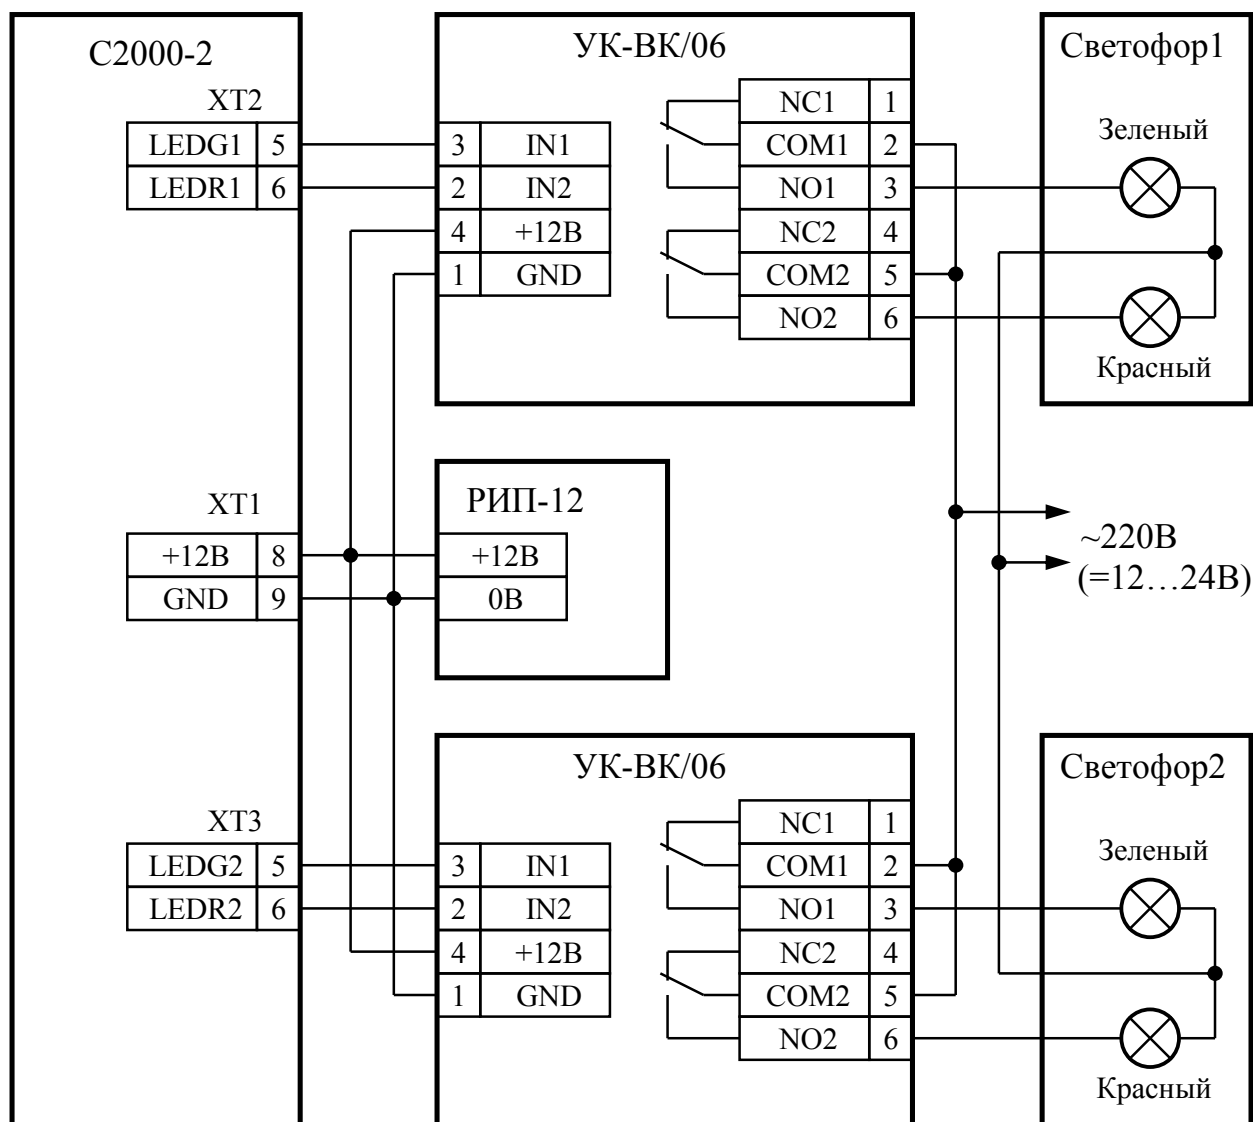 С2000-2
XT2
LEDG1 5
LEDR1 6
XT1
+12В 8
GND 9
XT3
LEDG2 5
LEDR2 6
УК-ВК/06
3 IN1
2 IN2
4 +12В
1 GND
NC1 1
COM1 2
NO1 3
NC2 4
COM2 5
NO2 6
Светофор1
Зеленый
Красный
РИП-12
+12В
0В
~220В
(=12…24В)
УК-ВК/06
3 IN1
2 IN2
4 +12В
1 GND
NC1 1
COM1 2
NO1 3
NC2 4
COM2 5
NO2 6
Светофор2
Зеленый
Красный